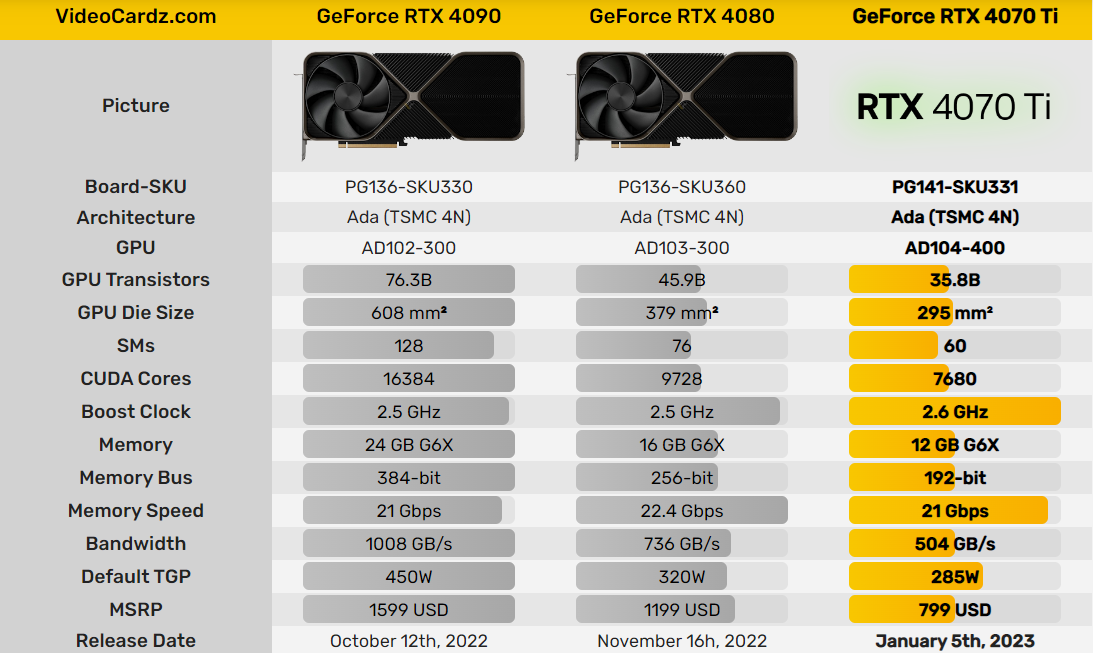 VideoCardz.com GeForce RTX 4090 GeForce RTX 4080 GeForce RTX 4070 Ti
Picture RTX 4070 Ti
Board-SKU PG136-SKU330 PG136-SKU360 PG141-SKU331
Architecture Ada (TSMC 4N) Ada (TSMC 4N) Ada (TSMC 4N)
GPU AD102-300 AD103-300 AD104-400
GPU Transistors 76.3B 45.9B 35.8B
GPU Die Size 608 mm² 379 mm² 295 mm²
SMs 128 76 60
CUDA Cores 16384 9728 7680
Boost Clock 2.5 GHz 2.5 GHz 2.6 GHz
Memory 24 GB G6X 16 GB G6X 12 GB G6X
Memory Bus 384-bit 256-bit 192-bit
Memory Speed 21 Gbps 22.4 Gbps 21 Gbps
Bandwidth 1008 GB/s 736 GB/s 504 GB/s
Default TGP 450W 320W 285W
MSRP 1599 USD 1199 USD 799 USD
Release Date October 12th, 2022 November 16h, 2022 January 5th, 2023